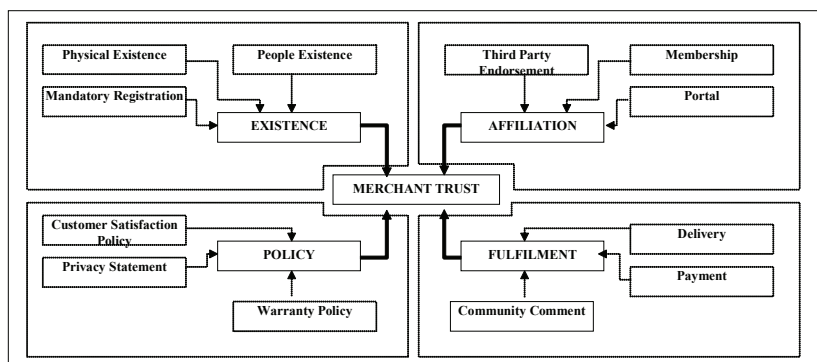 Physical Existence
People Existence
Mandatory Registration
EXISTENCE
Third Party
Endorsement
Membership
Portal
AFFILIATION
MERCHANT TRUST
Customer Satisfaction
Policy
Privacy Statement
POLICY
Warranty Policy
FULFILMENT
Delivery
Payment
Community Comment